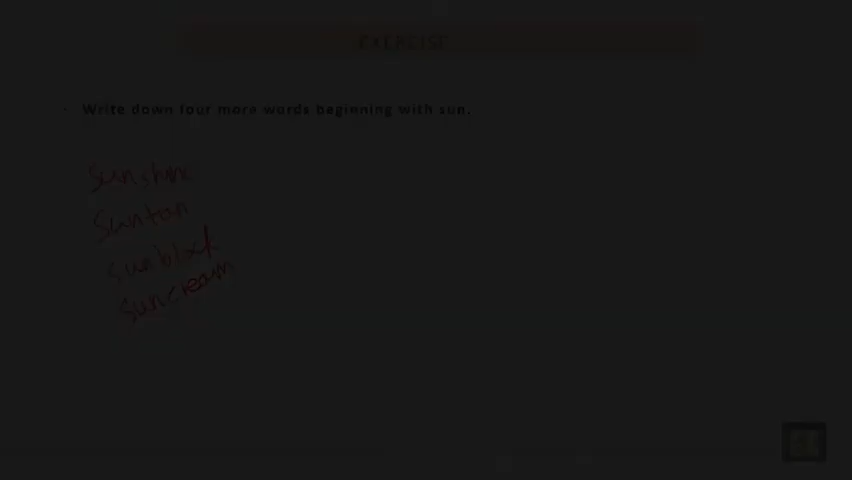 EXERCISE
· Write down four more words beginning with sun.
Sunshine
Suntan
sunblock
suncream